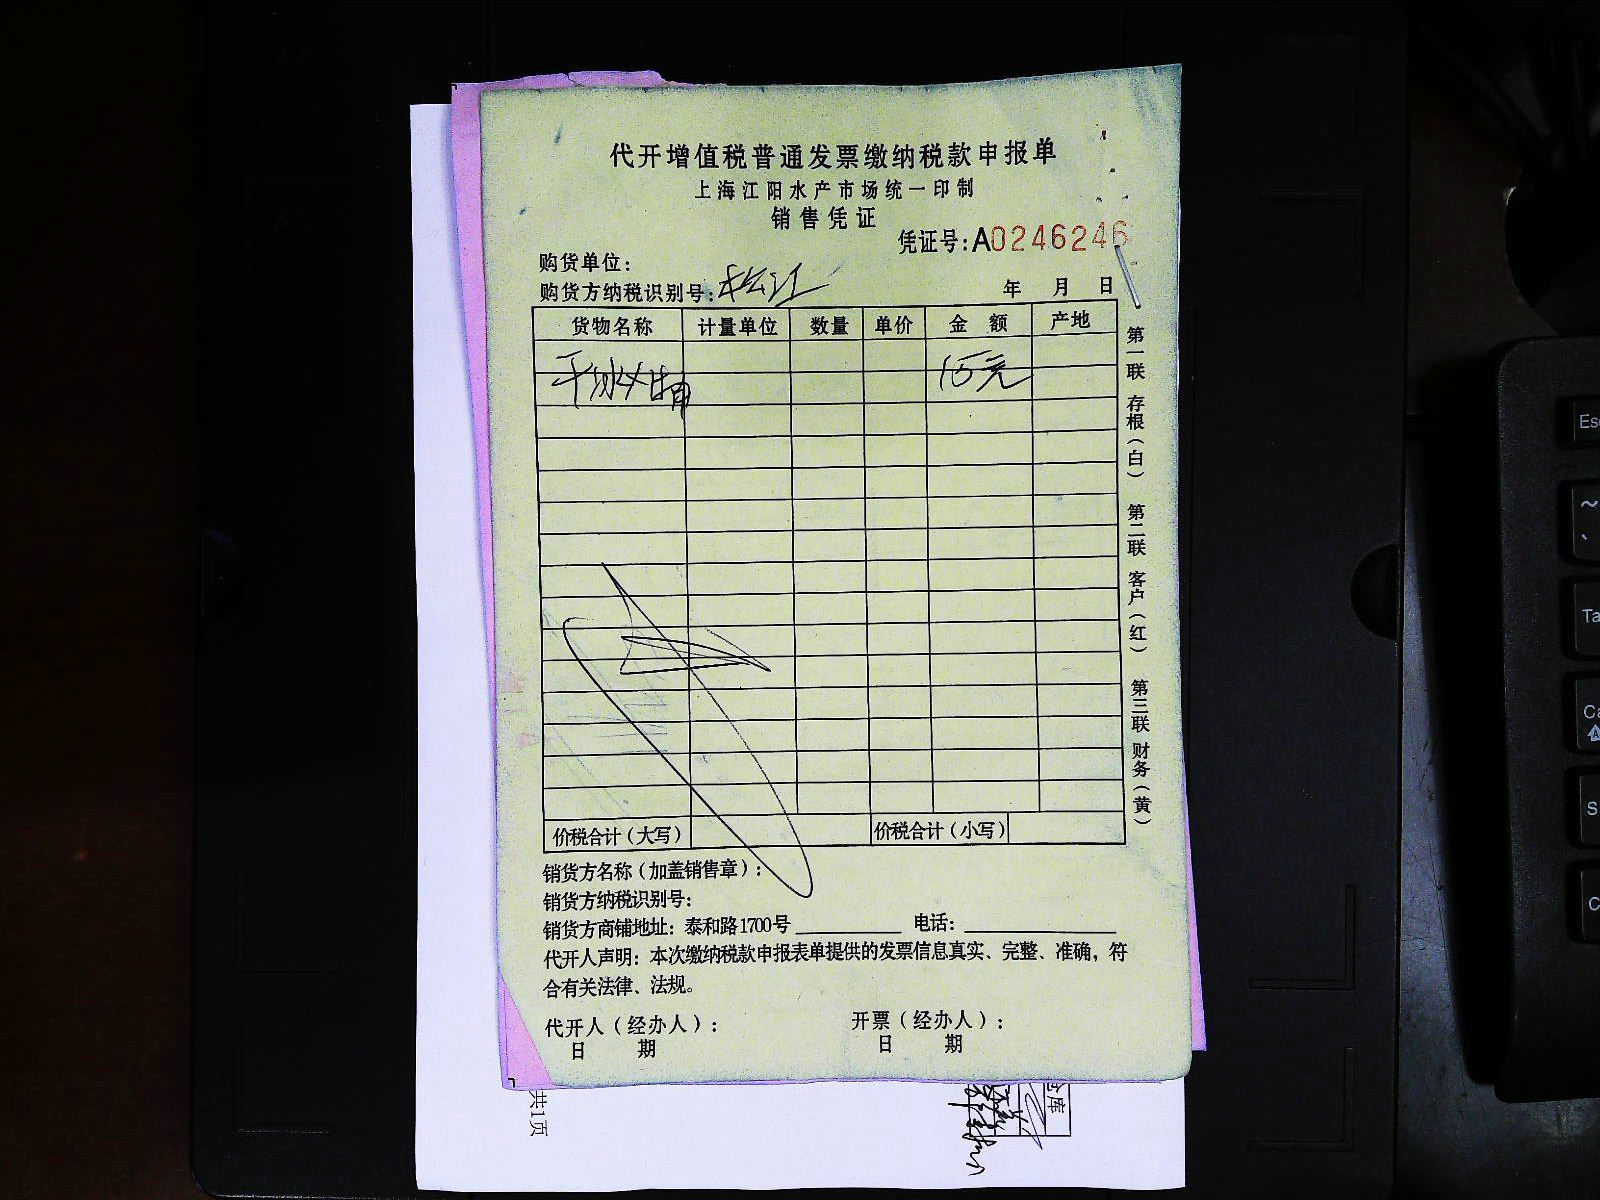 代开增值税普通发票缴纳税款申报单
上海江阳水产市场统一印制
销售凭证
凭证号:A0246246
购货单位:
购货方纳税识别号:松江
年 月 日
货物名称 计量单位 数量 单价 金 额 产地
15元
价税合计(大写) 价税合计(小写)
第一联 存根(白) 第二联 客户(红) 第三联 财务(黄)
销货方名称(加盖销售章):
销货方纳税识别号:
销货方商铺地址: 泰和路1700号 电话:
代开人声明: 本次缴纳税款申报表单提供的发票信息真实、完整、准确, 符
合有关法律、法规。
代开人(经办人): 开票(经办人):
日 期 日 期
共1页
Esc